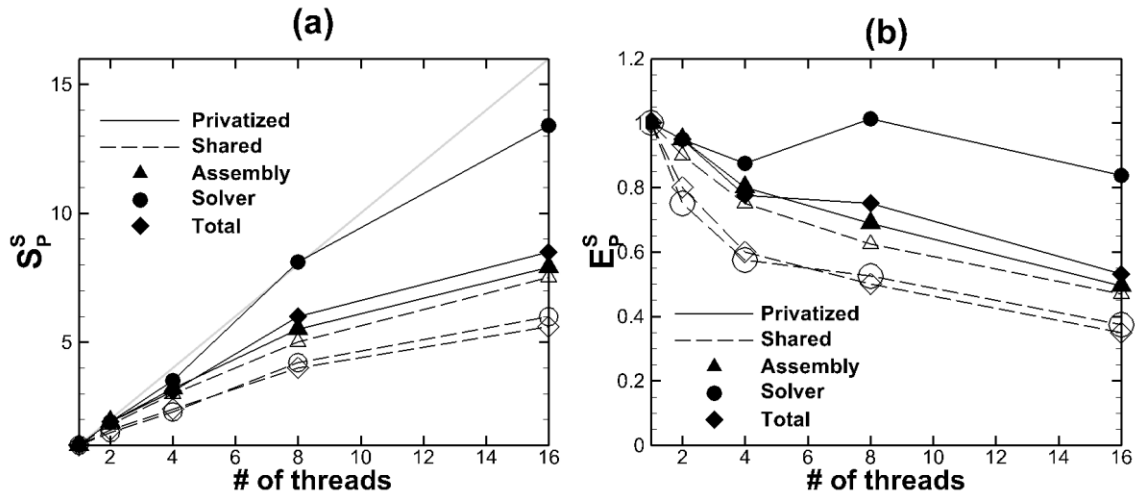 (a)
15
10
5
2 4 6 8 10 12 14 16
# of threads
S_P^S
Privatized
Shared
Assembly
Solver
Total
(b)
1.2
1
0.8
0.6
0.4
0.2
0
2 4 6 8 10 12 14 16
# of threads
E_P^S
Privatized
Shared
Assembly
Solver
Total